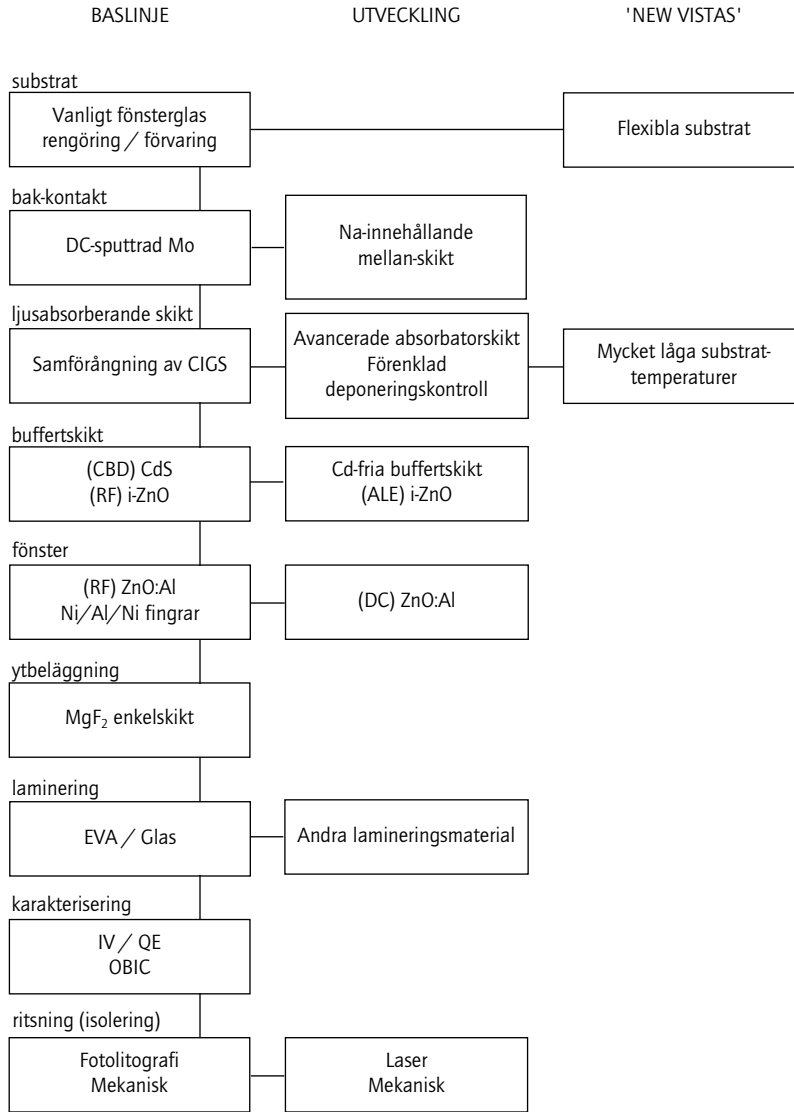 BASLINJE UTVECKLING 'NEW VISTAS'
substrat
Vanligt fönsterglas
rengöring / förvaring
Flexibla substrat
bak-kontakt
DC-sputtrad Mo
Na-innehållande
mellan-skikt
ljusabsorberande skikt
Samförångning av CIGS
Avancerade absorbatorskikt
Förenklad
deponeringskontroll
Mycket låga substrat-
temperaturer
buffertskikt
(CBD) CdS
(RF) i-ZnO
Cd-fria buffertskikt
(ALE) i-ZnO
fönster
(RF) ZnO:Al
Ni/Al/Ni fingrar
(DC) ZnO:Al
ytbeläggning
MgF₂ enkelskikt
laminering
EVA / Glas
Andra lamineringsmaterial
karakterisering
IV / QE
OBIC
ritsning (isolering)
Fotolitografi
Mekanisk
Laser
Mekanisk